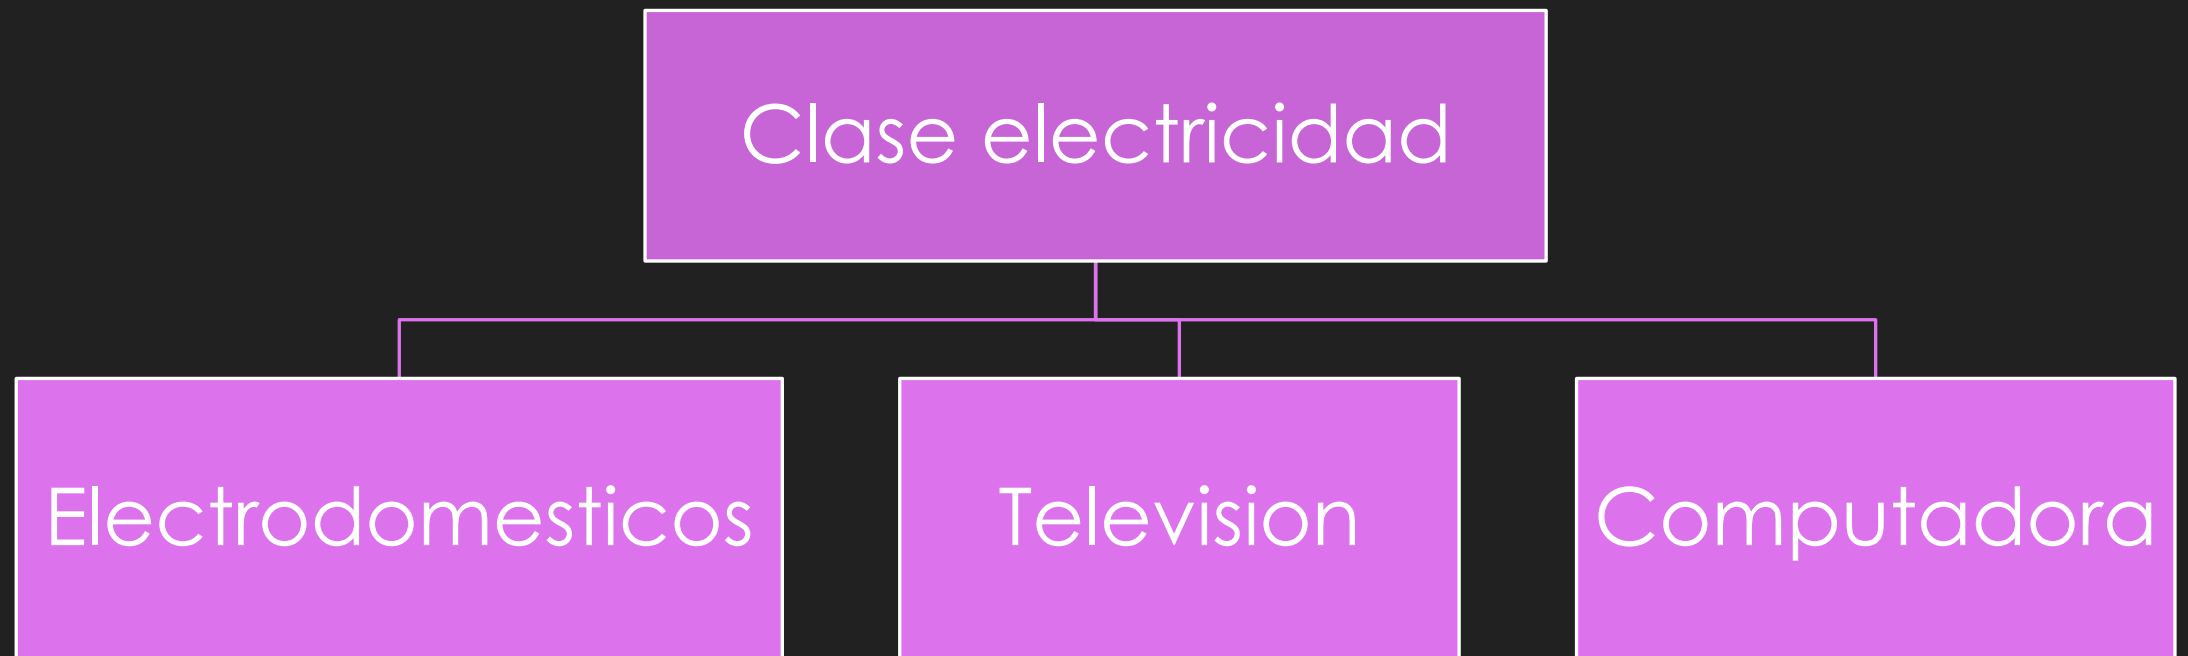 Clase electricidad
Electrodomesticos
Television
Computadora